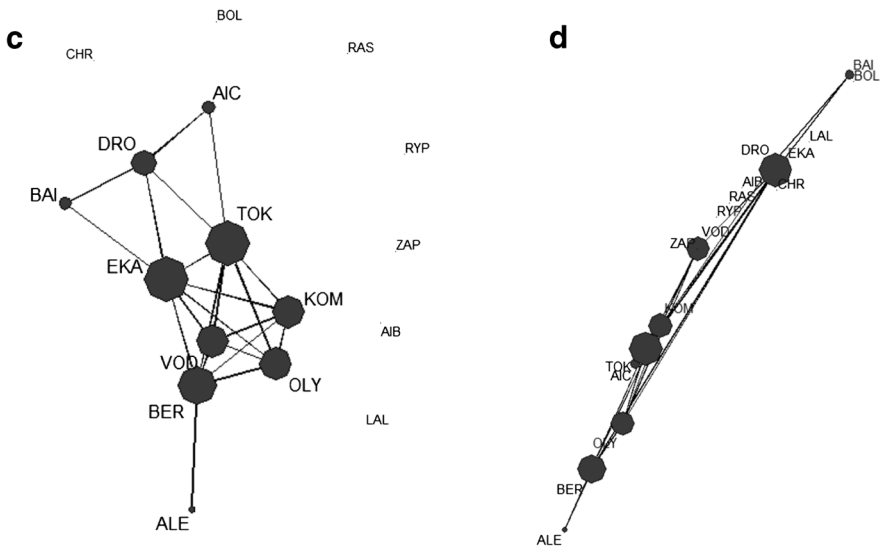 c
BOL
CHR
RAS
AIC
DRO
RYP
BAI
TOK
ZAP
EKA
KOM
AIB
VOD
OLY
BER
LAL
ALE
d
BAI
BOL
LAL
DRO
EKA
AIB
CHR
RAS
RYP
VOD
ZAP
KOM
TOK
AIC
OLY
BER
ALE